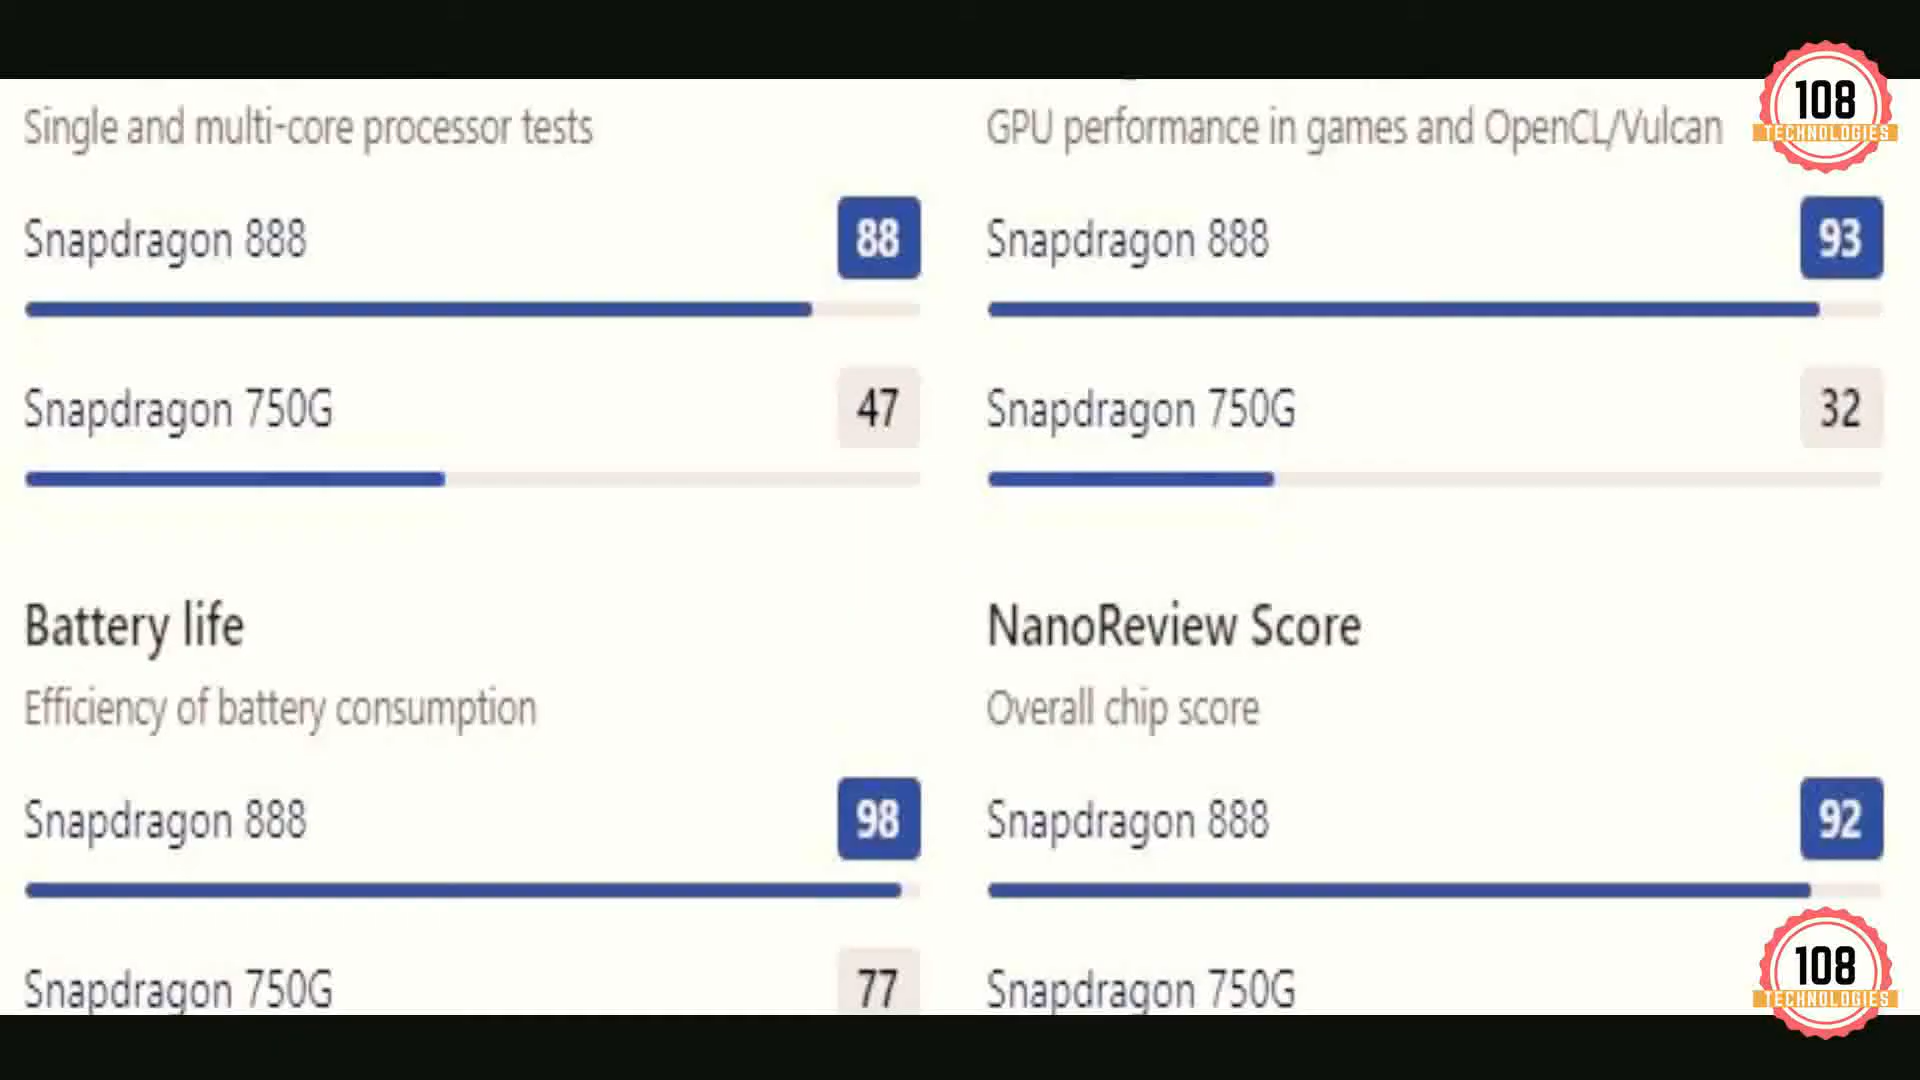 Single and multi-core processor tests
Snapdragon 888
88
Snapdragon 750G
47
GPU performance in games and OpenCL/Vulcan
Snapdragon 888
93
Snapdragon 750G
32
Battery life
Efficiency of battery consumption
Snapdragon 888
98
Snapdragon 750G
77
NanoReview Score
Overall chip score
Snapdragon 888
92
Snapdragon 750G
108
TECHNOLOGIES
108
TECHNOLOGIES